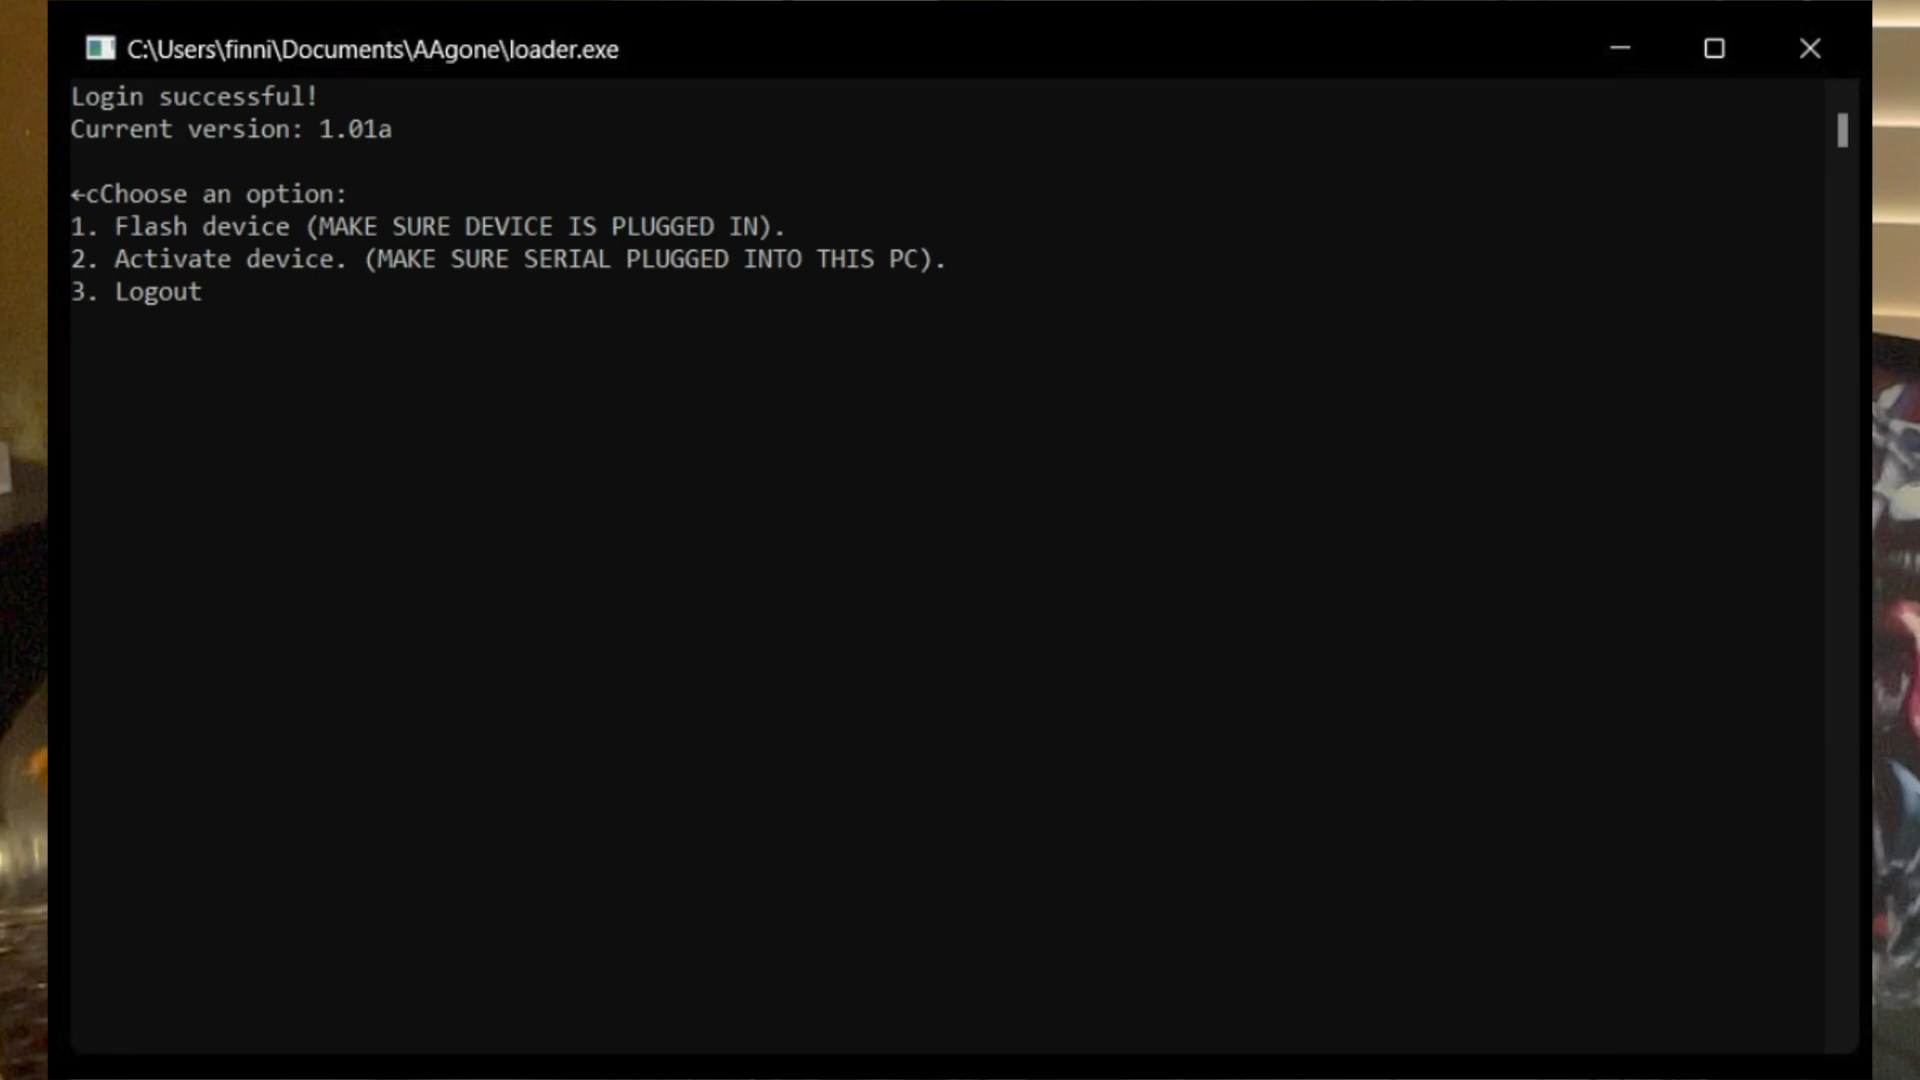 C:\Users\finni\Documents\AAgone\loader.exe
Login successful!
Current version: 1.01a
←cChoose an option:
1. Flash device (MAKE SURE DEVICE IS PLUGGED IN).
2. Activate device. (MAKE SURE SERIAL PLUGGED INTO THIS PC).
3. Logout